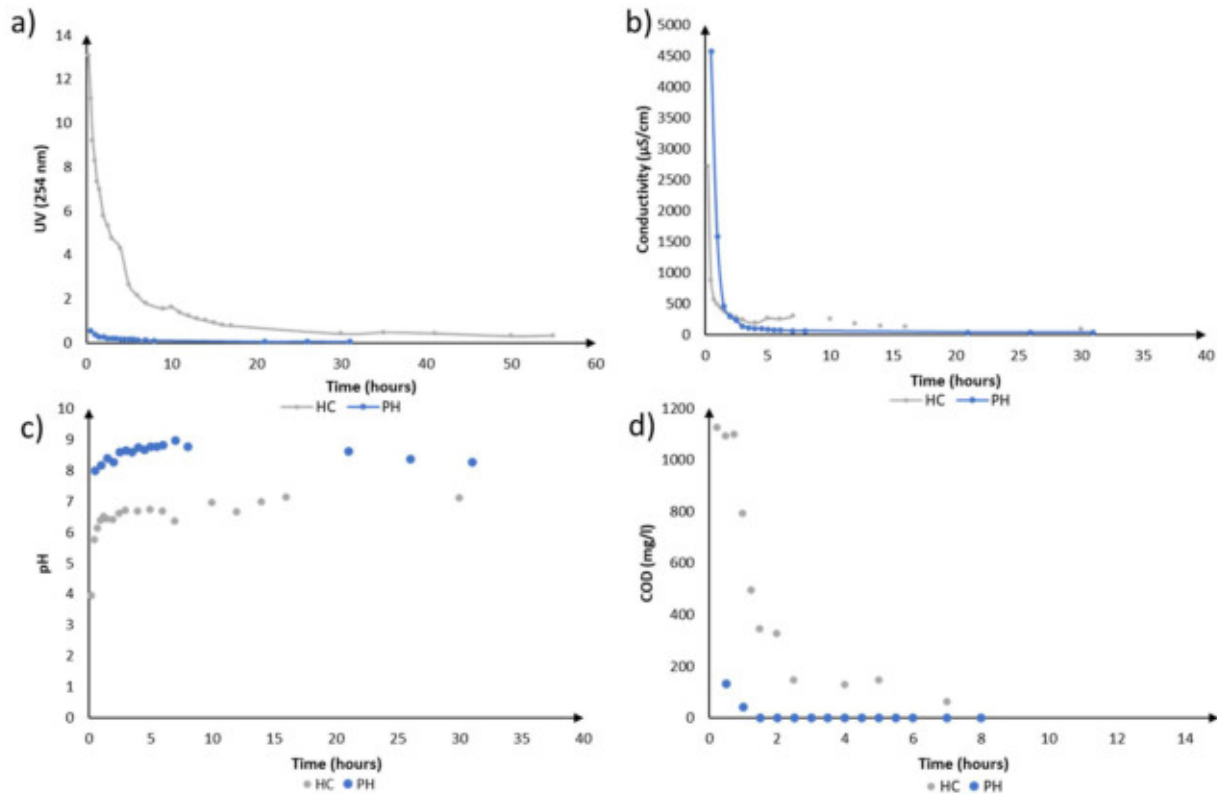 a)
14
12
10
8
6
4
2
0
UV (254 nm)
0 10 20 30 40 50 60
Time (hours)
HC PH
b)
5000
4500
4000
3500
3000
2500
2000
1500
1000
500
0
Conductivity (µS/cm)
0 5 10 15 20 25 30 35 40
Time (hours)
HC PH
c)
10
9
8
7
6
5
4
3
2
1
0
pH
0 5 10 15 20 25 30 35 40
Time (hours)
HC PH
d)
1200
1000
800
600
400
200
0
COD (mg/l)
0 2 4 6 8 10 12 14
Time (hours)
HC PH